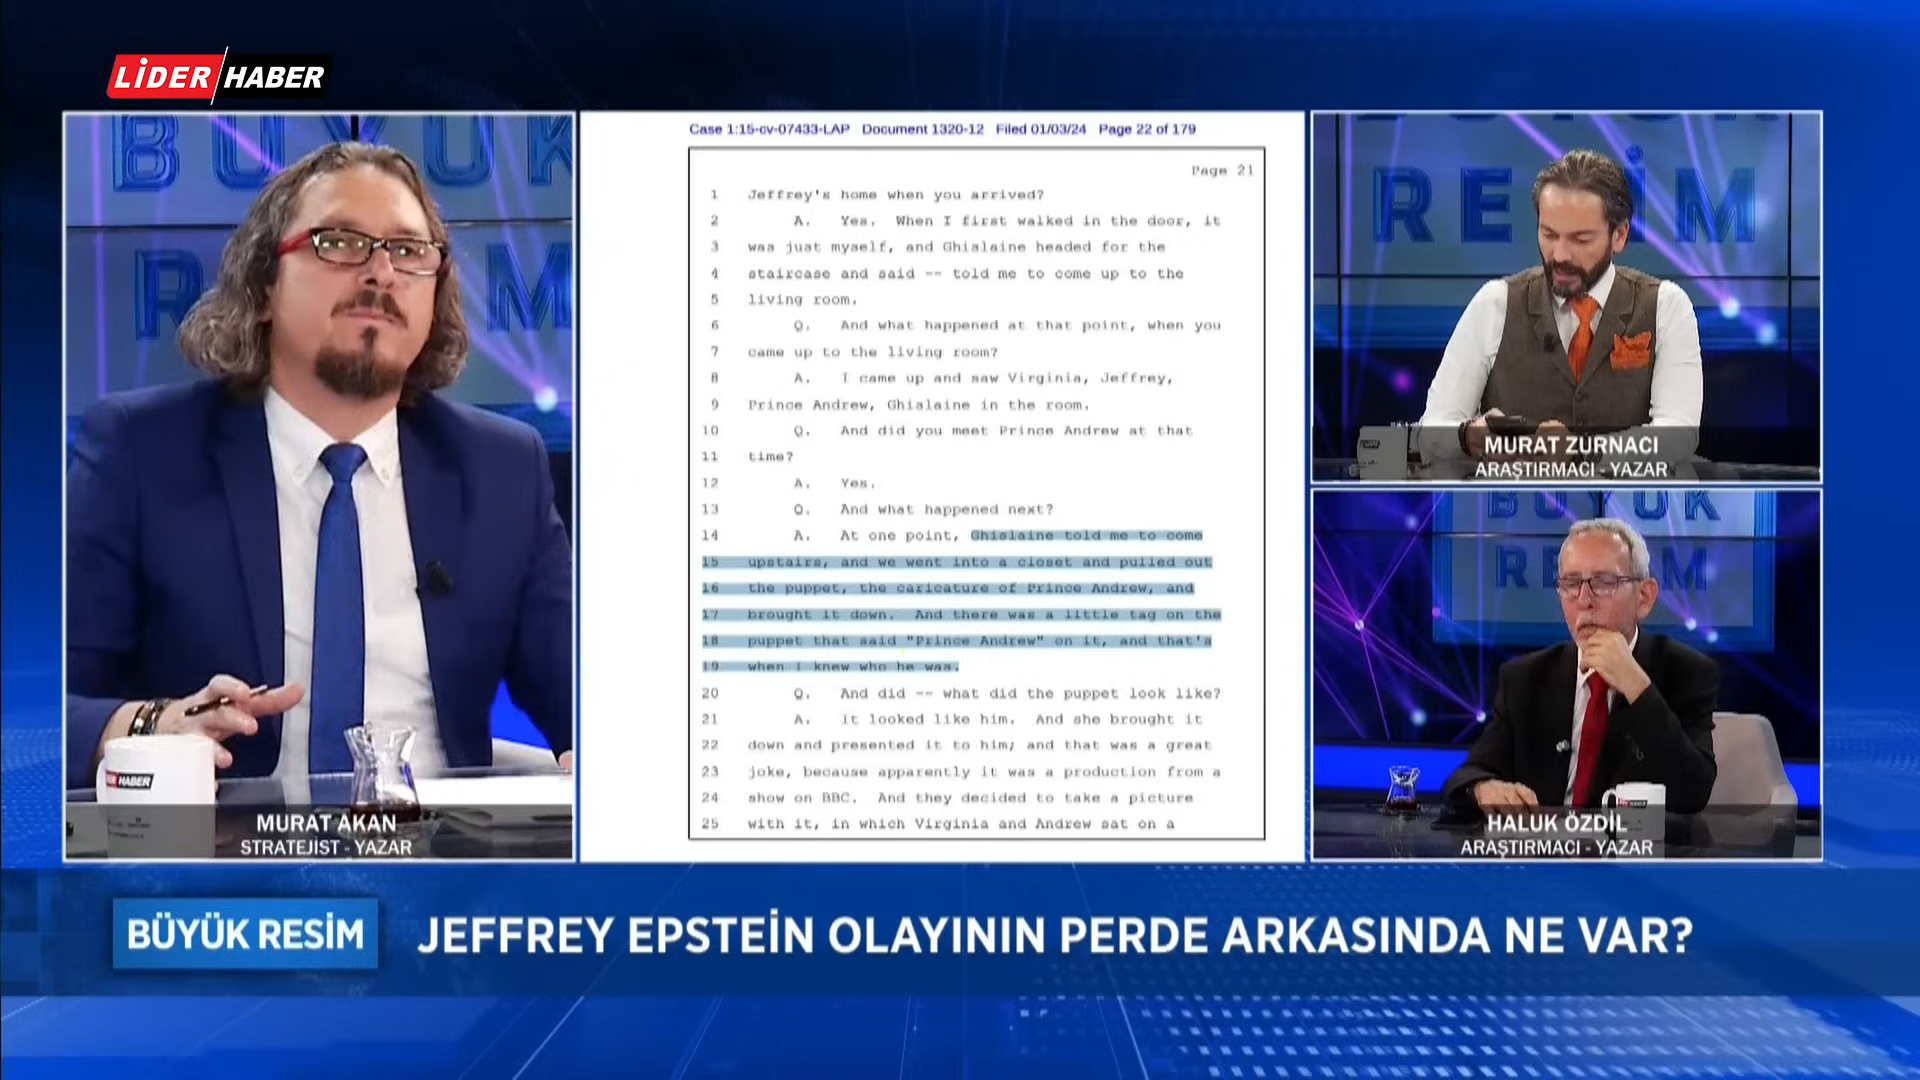 LİDER HABER
BÜYÜK
RESİM
Case 1:15-cv-07433-LAP Document 1320-12 Filed 01/03/24 Page 22 of 179
Page 21
1 Jeffrey's home when you arrived?
2 A. Yes. When I first walked in the door, it
3 was just myself, and Ghislaine headed for the
4 staircase and said -- told me to come up to the
5 living room.
6 Q. And what happened at that point, when you
7 came up to the living room?
8 A. I came up and saw Virginia, Jeffrey,
9 Prince Andrew, Ghislaine in the room.
10 Q. And did you meet Prince Andrew at that
11 time?
12 A. Yes.
13 Q. And what happened next?
14 A. At one point, Ghislaine told me to come
15 upstairs, and we went into a closet and pulled out
16 the puppet, the caricature of Prince Andrew, and
17 brought it down. And there was a little tag on the
18 puppet that said "Prince Andrew" on it, and that's
19 when I knew who he was.
20 Q. And did -- what did the puppet look like?
21 A. It looked like him. And she brought it
22 down and presented it to him; and that was a great
23 joke, because apparently it was a production from a
24 show on BBC. And they decided to take a picture
25 with it, in which Virginia and Andrew sat on a
RESİM
MURAT ZURNACI
ARAŞTIRMACI - YAZAR
BÜYÜK
RESİM
HALUK ÖZDİL
ARAŞTIRMACI - YAZAR
HABER
MURAT AKAN
STRATEJİST - YAZAR
BÜYÜK RESİM
JEFFREY EPSTEİN OLAYININ PERDE ARKASINDA NE VAR?